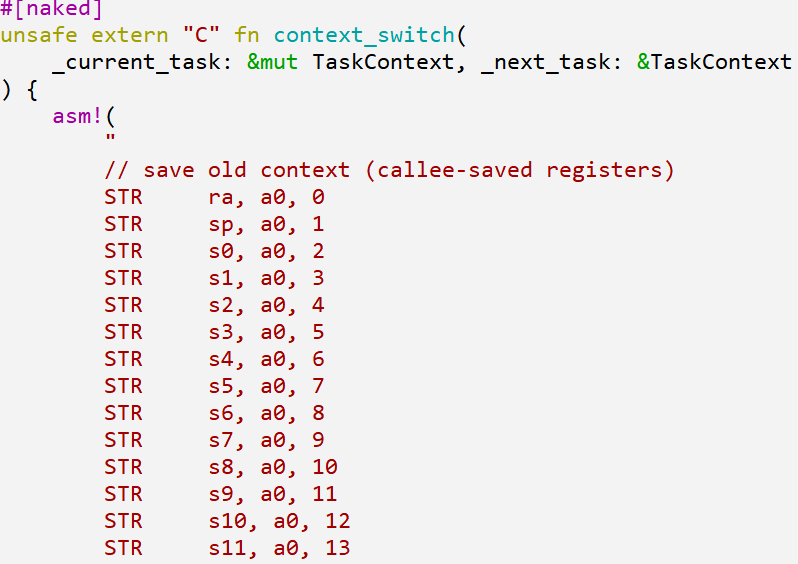 #[naked]
unsafe extern "C" fn context_switch(
    _current_task: &mut TaskContext, _next_task: &TaskContext
) {
    asm!(
        "
        // save old context (callee-saved registers)
        STR     ra, a0, 0
        STR     sp, a0, 1
        STR     s0, a0, 2
        STR     s1, a0, 3
        STR     s2, a0, 4
        STR     s3, a0, 5
        STR     s4, a0, 6
        STR     s5, a0, 7
        STR     s6, a0, 8
        STR     s7, a0, 9
        STR     s8, a0, 10
        STR     s9, a0, 11
        STR     s10, a0, 12
        STR     s11, a0, 13